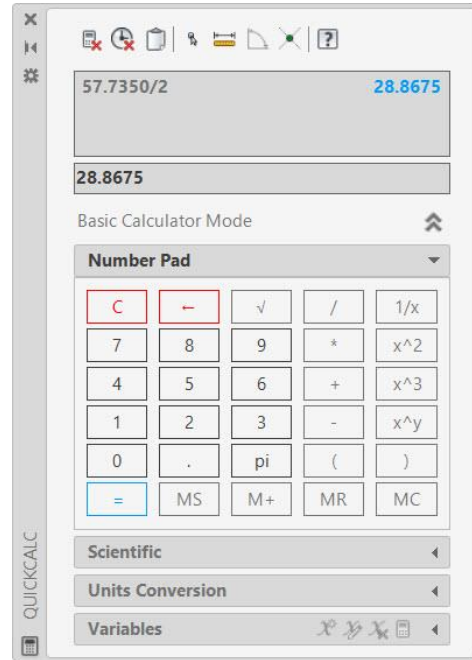 57.7350/2 28.8675
28.8675
Basic Calculator Mode
Number Pad
C ← √ / 1/x
7 8 9 * x^2
4 5 6 + x^3
1 2 3 - x^y
0 . pi ( )
= MS M+ MR MC
Scientific
Units Conversion
Variables
QUICKCALC